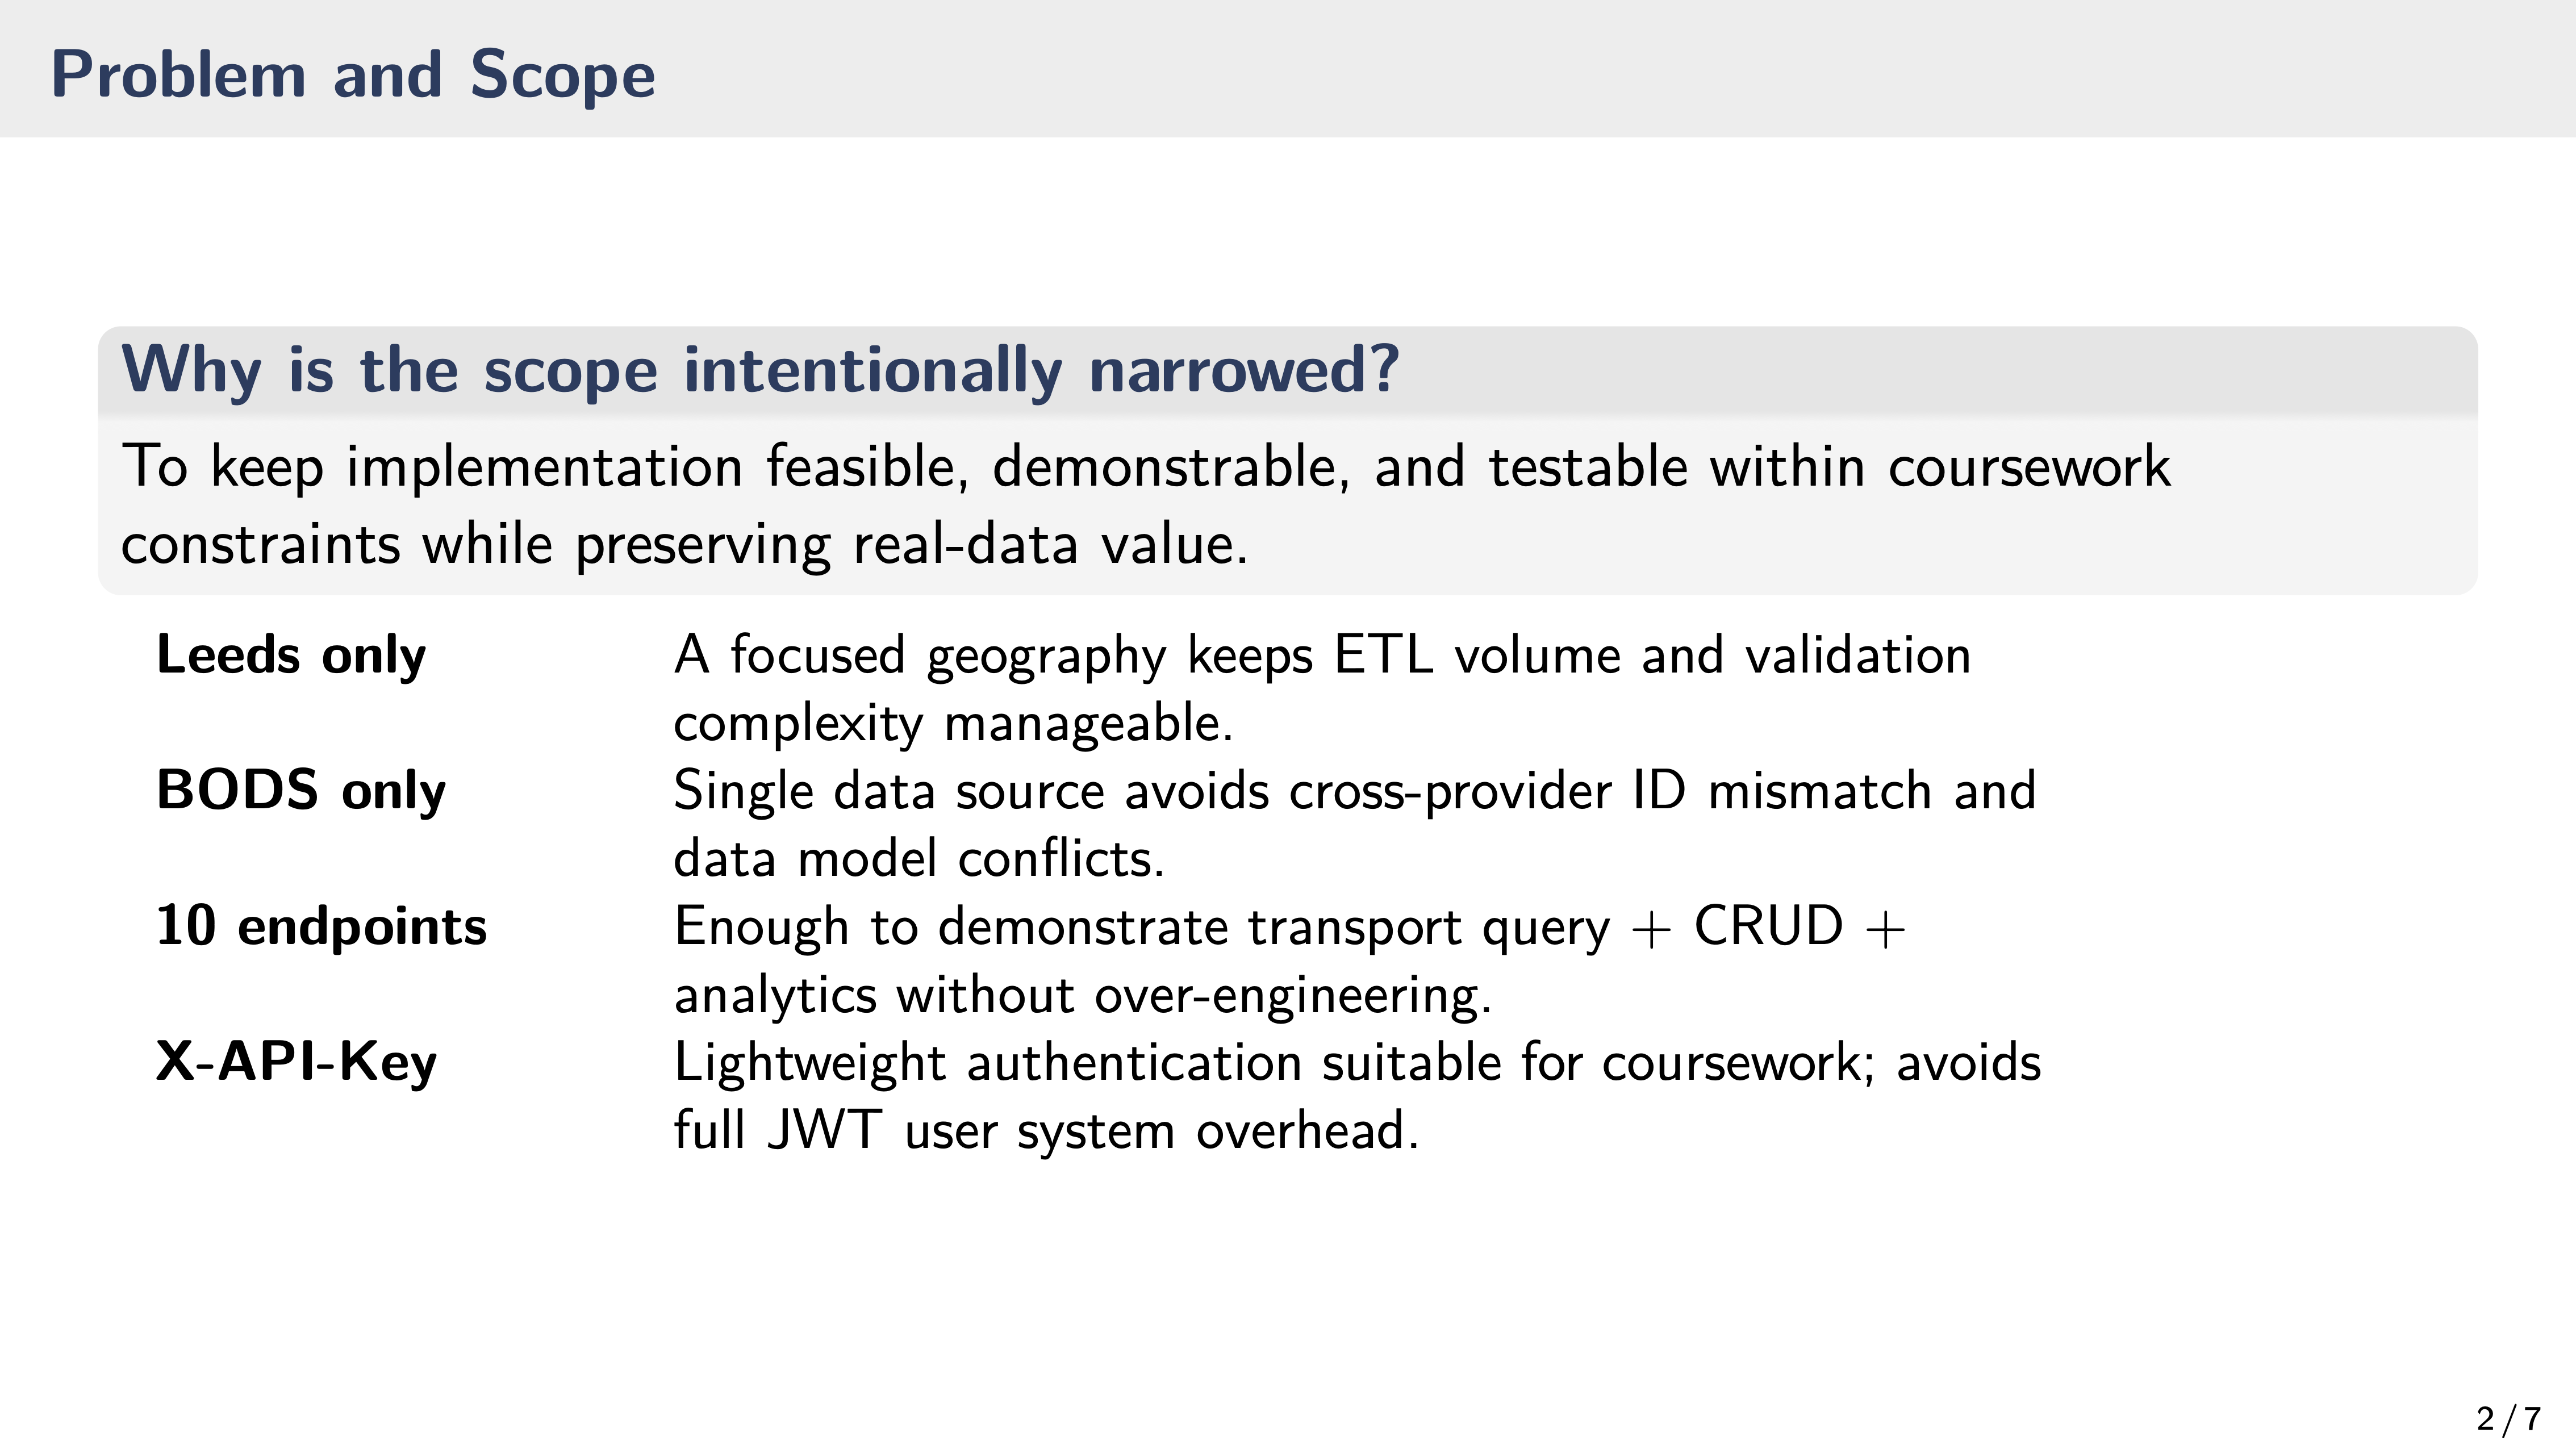 Problem and Scope
Why is the scope intentionally narrowed?
To keep implementation feasible, demonstrable, and testable within coursework
constraints while preserving real-data value.
Leeds only A focused geography keeps ETL volume and validation
complexity manageable.
BODS only Single data source avoids cross-provider ID mismatch and
data model conflicts.
10 endpoints Enough to demonstrate transport query + CRUD +
analytics without over-engineering.
X-API-Key Lightweight authentication suitable for coursework; avoids
full JWT user system overhead.
2 / 7